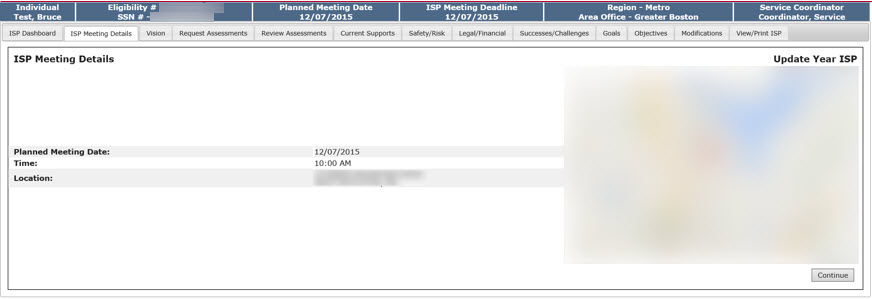 Individual Eligibility # Planned Meeting Date ISP Meeting Deadline Region - Metro Service Coordinator
Test, Bruce SSN # - 12/07/2015 12/07/2015 Area Office - Greater Boston Coordinator, Service
ISP Dashboard ISP Meeting Details Vision Request Assessments Review Assessments Current Supports Safety/Risk Legal/Financial Successes/Challenges Goals Objectives Modifications View/Print ISP
ISP Meeting Details Update Year ISP
Planned Meeting Date: 12/07/2015
Time: 10:00 AM
Location:
Continue